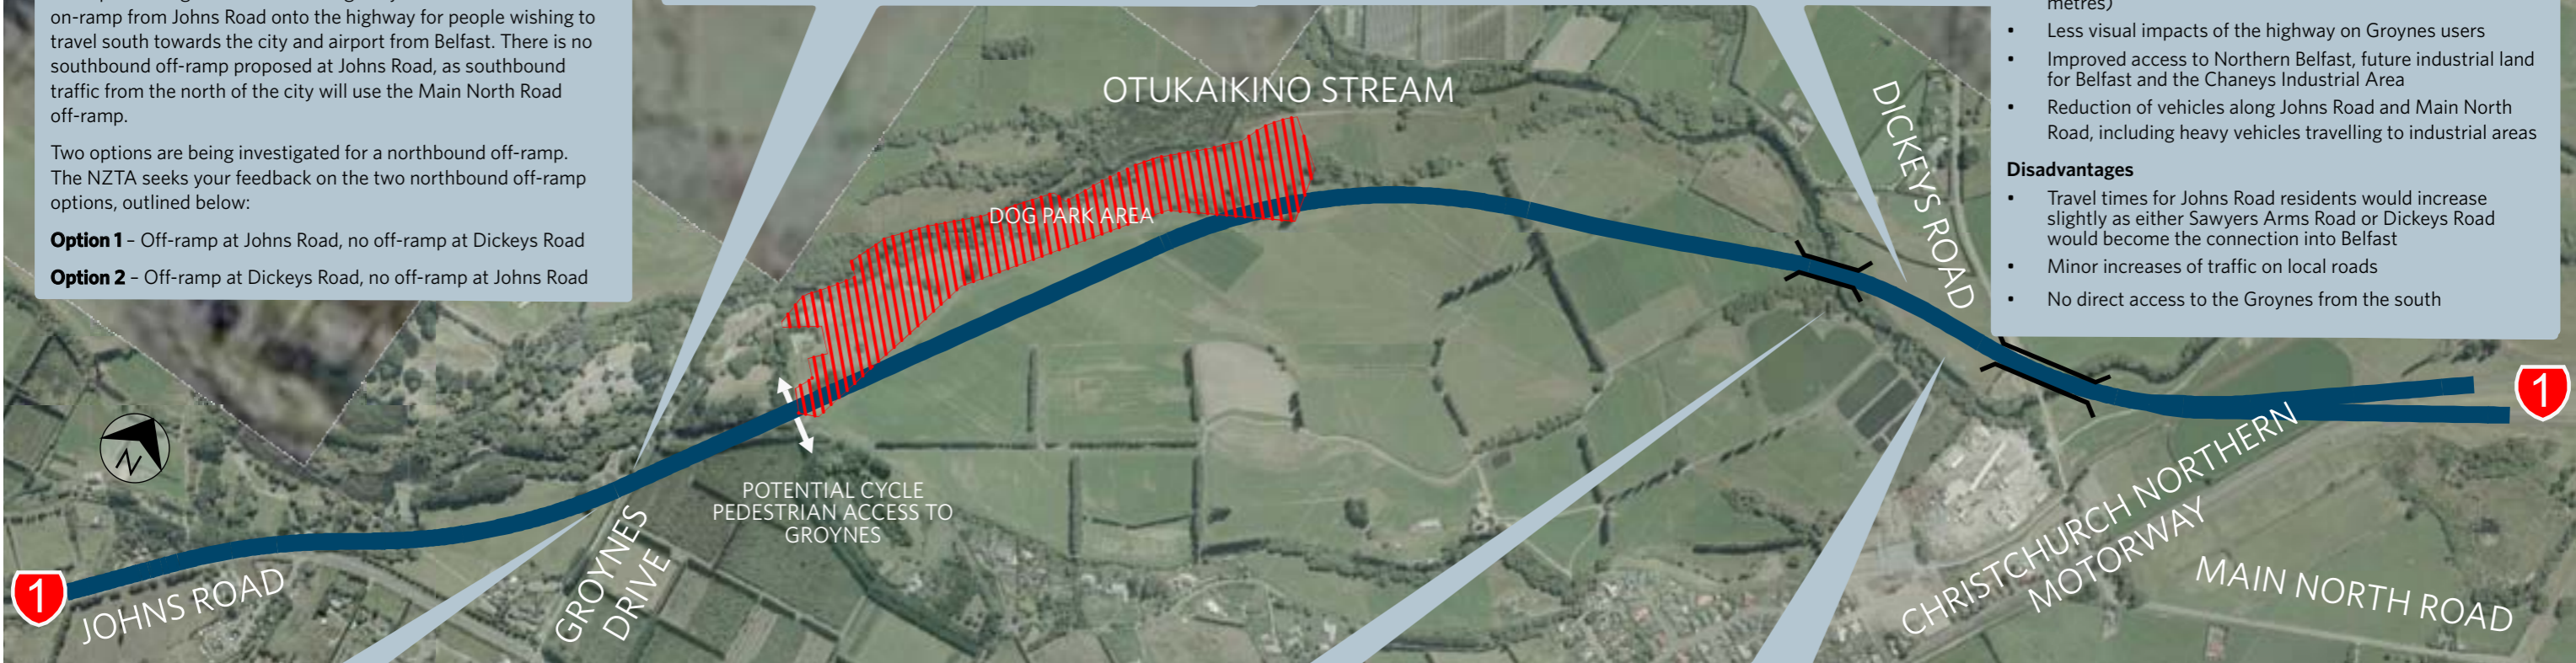 on-ramp from Johns Road onto the highway for people wishing to
travel south towards the city and airport from Belfast. There is no
southbound off-ramp proposed at Johns Road, as southbound
traffic from the north of the city will use the Main North Road
off-ramp.
Two options are being investigated for a northbound off-ramp.
The NZTA seeks your feedback on the two northbound off-ramp
options, outlined below:
Option 1 – Off-ramp at Johns Road, no off-ramp at Dickeys Road
Option 2 – Off-ramp at Dickeys Road, no off-ramp at Johns Road
OTUKAIKINO STREAM
DOG PARK AREA
DICKEYS ROAD
metres)
• Less visual impacts of the highway on Groynes users
• Improved access to Northern Belfast, future industrial land
for Belfast and the Chaneys Industrial Area
• Reduction of vehicles along Johns Road and Main North
Road, including heavy vehicles travelling to industrial areas
Disadvantages
• Travel times for Johns Road residents would increase
slightly as either Sawyers Arms Road or Dickeys Road
would become the connection into Belfast
• Minor increases of traffic on local roads
• No direct access to the Groynes from the south
N
1
JOHNS ROAD
GROYNES
DRIVE
POTENTIAL CYCLE
PEDESTRIAN ACCESS TO
GROYNES
CHRISTCHURCH NORTHERN
MOTORWAY
MAIN NORTH ROAD
1